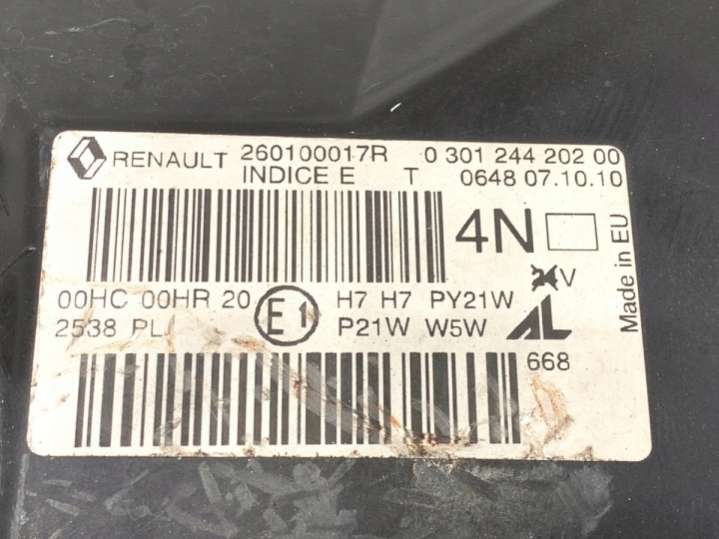 RENAULT 260100017R 0 301 244 202 00
INDICE E T 0648 07.10.10
4N
V
00HC 00HR 20 E1 H7 H7 PY21W
2538 PL P21W W5W AL
668
Made in EU